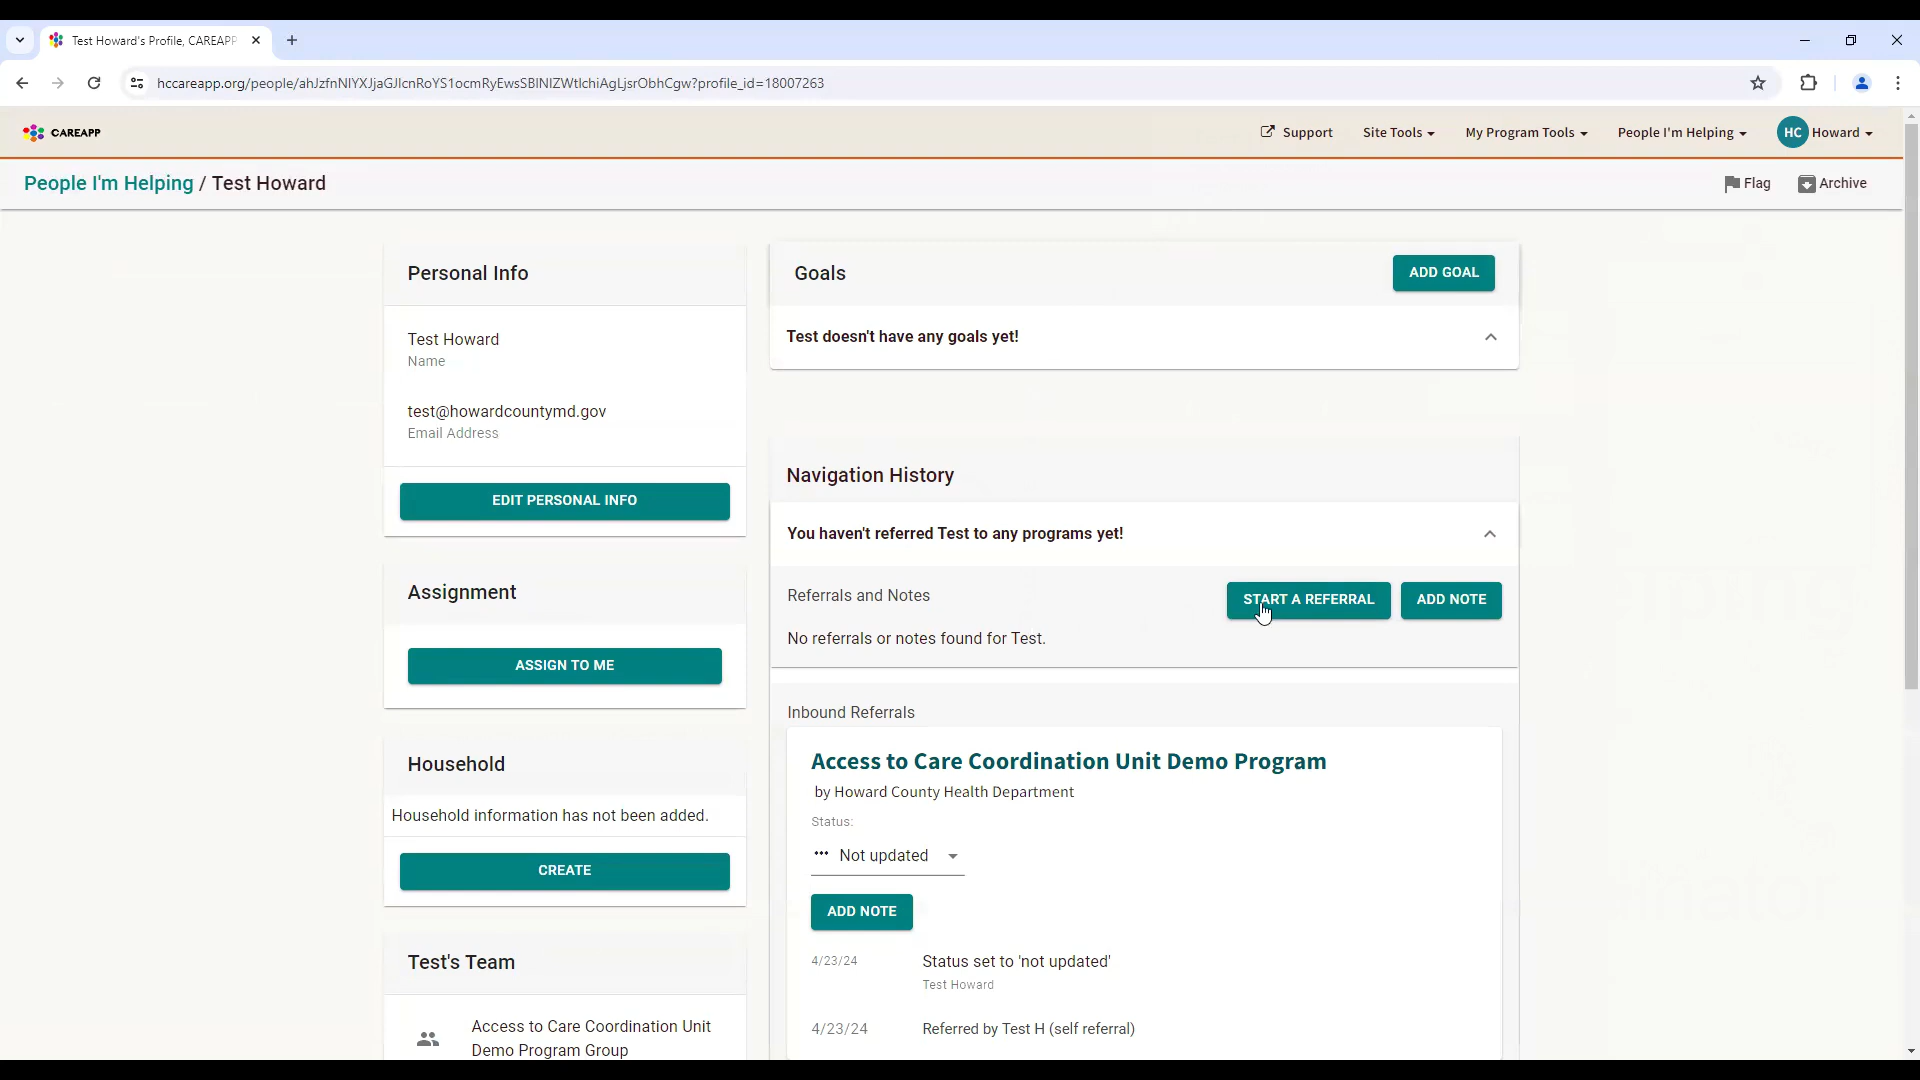 Test Howard's Profile, CAREAPP
CAREAPP
Support
Site Tools
My Program Tools
People I'm Helping
HC
Howard
People I'm Helping / Test Howard
Flag
Archive
Personal Info
Test Howard
Name
test@howardcountymd.gov
Email Address
EDIT PERSONAL INFO
Assignment
ASSIGN TO ME
Household
Household information has not been added.
CREATE
Test's Team
Access to Care Coordination Unit
Demo Program Group
Goals
ADD GOAL
Test doesn't have any goals yet!
Navigation History
You haven't referred Test to any programs yet!
Referrals and Notes
START A REFERRAL
ADD NOTE
No referrals or notes found for Test.
Inbound Referrals
Access to Care Coordination Unit Demo Program
by Howard County Health Department
Status:
Not updated
ADD NOTE
4/23/24 Status set to 'not updated'
Test Howard
4/23/24 Referred by Test H (self referral)